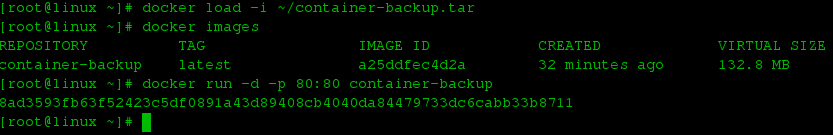 [root@linux ~]# docker load -i ~/container-backup.tar
[root@linux ~]# docker images
REPOSITORY TAG IMAGE ID CREATED VIRTUAL SIZE
container-backup latest a25ddfec4d2a 32 minutes ago 132.8 MB
[root@linux ~]# docker run -d -p 80:80 container-backup
8ad3593fb63f52423c5df0891a43d89408cb4040da84479733dc6cabb33b8711
[root@linux ~]#